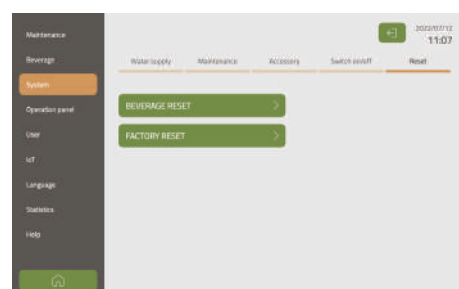 Maintenance
Beverage
System
Operation panel
User
IoT
Language
Statistics
Help
2022/07/12
11:07
Water supply Maintenance Accessory Switch on/off Reset
BEVERAGE RESET
FACTORY RESET